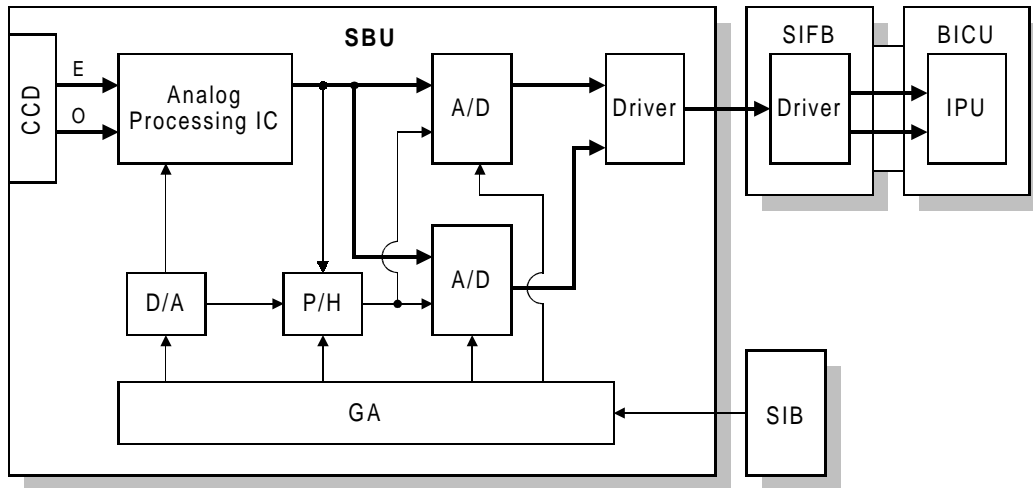 SBU
SIFB
BICU
CCD
E
O
Analog
Processing IC
A/D
Driver
Driver
IPU
A/D
D/A
P/H
GA
SIB